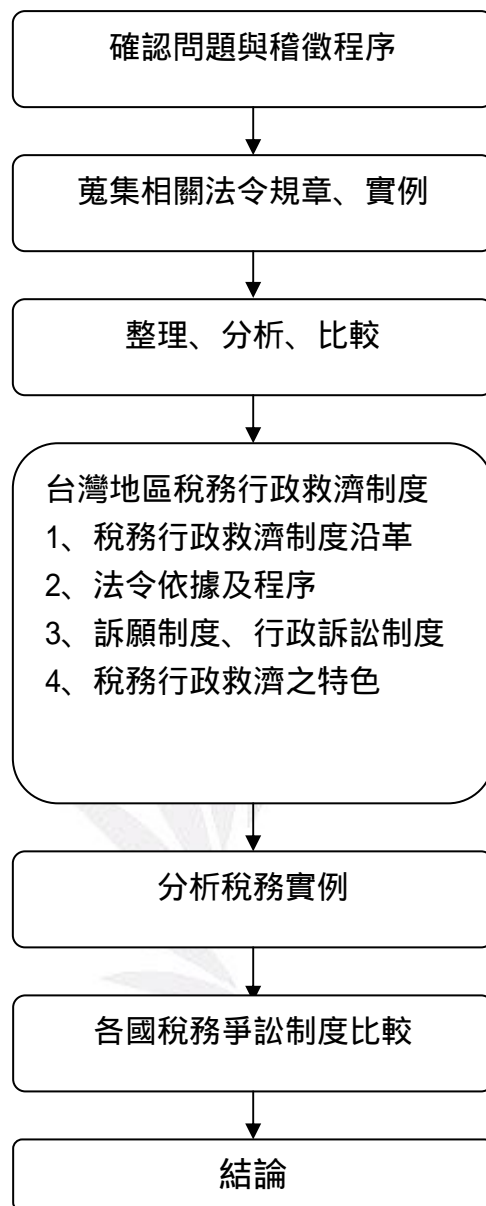 確認問題與稽徵程序
蒐集相關法令規章、實例
整理、分析、比較
台灣地區稅務行政救濟制度
1、稅務行政救濟制度沿革
2、法令依據及程序
3、訴願制度、行政訴訟制度
4、稅務行政救濟之特色
分析稅務實例
各國稅務爭訟制度比較
結論